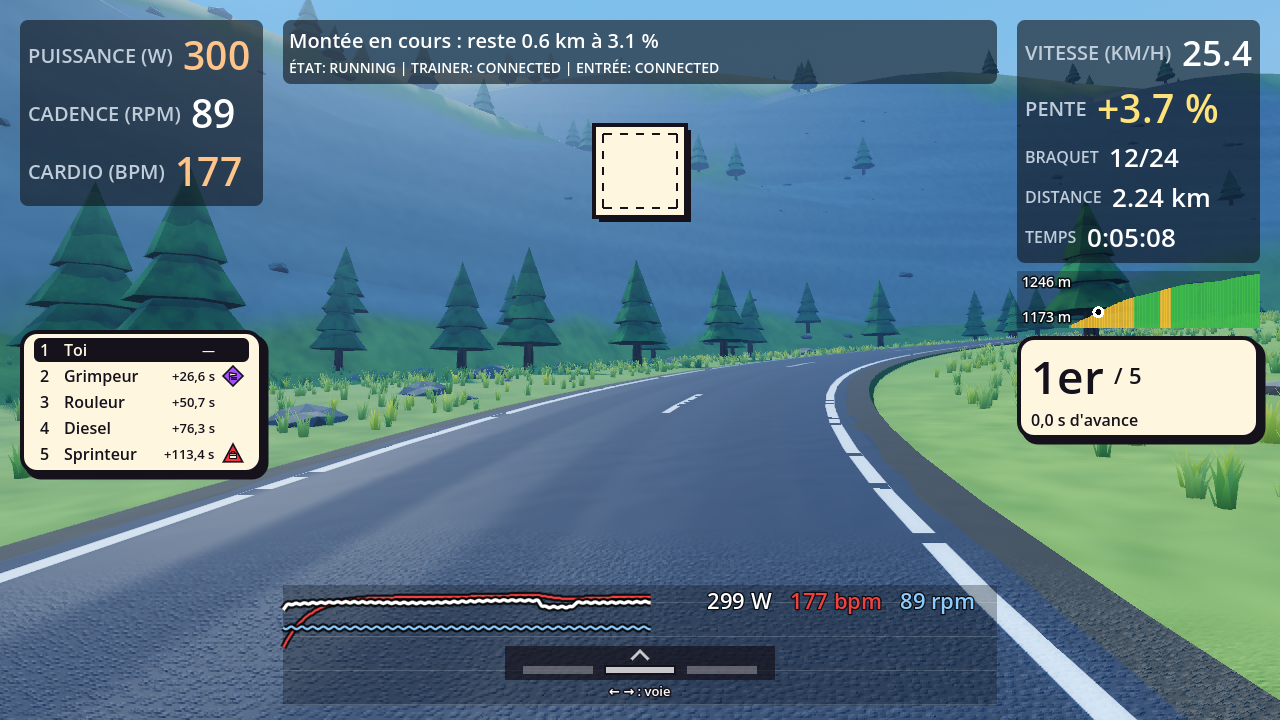 PUISSANCE (W) 300
CADENCE (RPM) 89
CARDIO (BPM) 177
Montée en cours : reste 0.6 km à 3.1 %
ÉTAT: RUNNING | TRAINER: CONNECTED | ENTRÉE: CONNECTED
VITESSE (KM/H) 25.4
PENTE +3.7 %
BRAQUET 12/24
DISTANCE 2.24 km
TEMPS 0:05:08
1246 m
1173 m
1 Toi —
2 Grimpeur +26,6 s
3 Rouleur +50,7 s
4 Diesel +76,3 s
5 Sprinteur +113,4 s
1er / 5
0,0 s d'avance
299 W 177 bpm 89 rpm
← → : voie